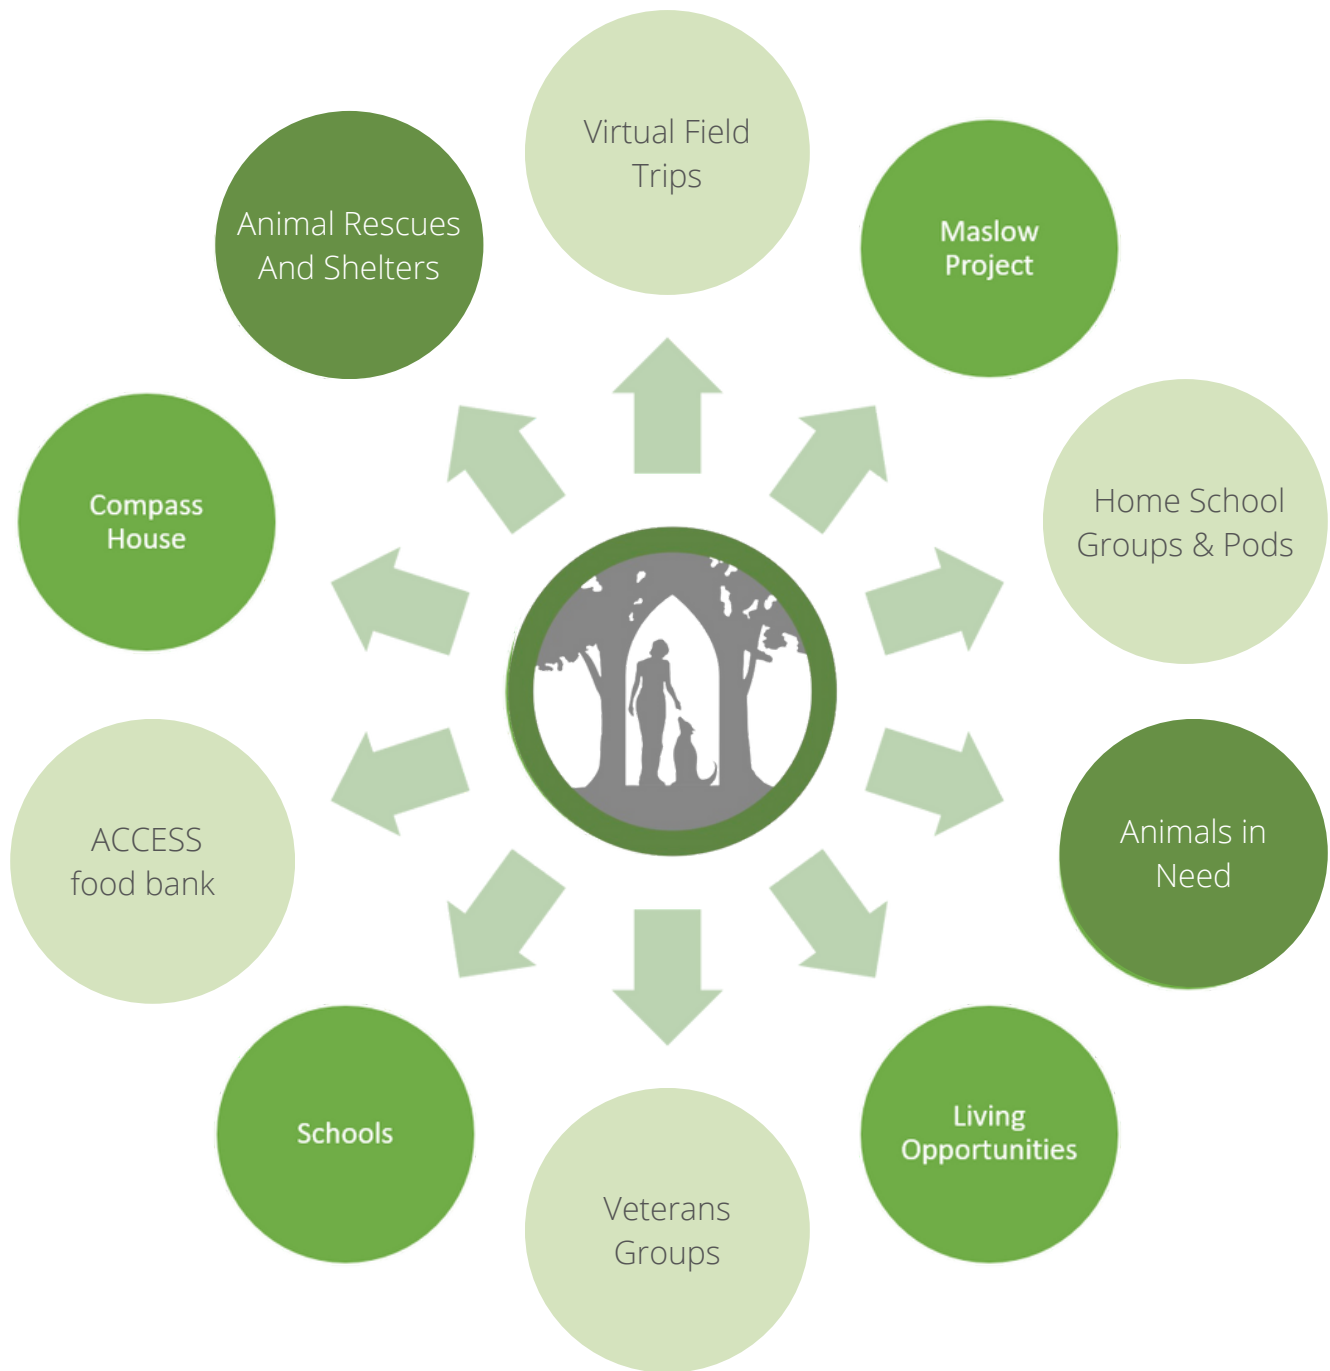 Virtual Field
Trips
Maslow
Project
Home School
Groups & Pods
Animals in
Need
Living
Opportunities
Veterans
Groups
Schools
ACCESS
food bank
Compass
House
Animal Rescues
And Shelters